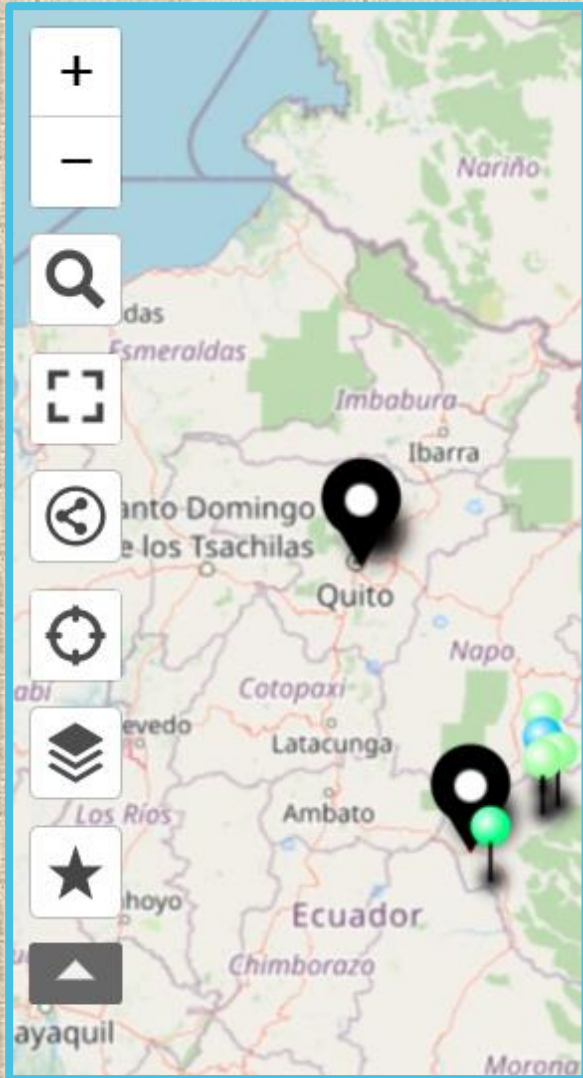 +
−
Nariño
das
Esmeraldas
Imbabura
Ibarra
anto Domingo
e los Tsachilas
Quito
Napo
abí
Cotopaxi
evedo
Latacunga
Los Ríos
Ambato
hoyo
Ecuador
Chimborazo
ayaquil
Morona